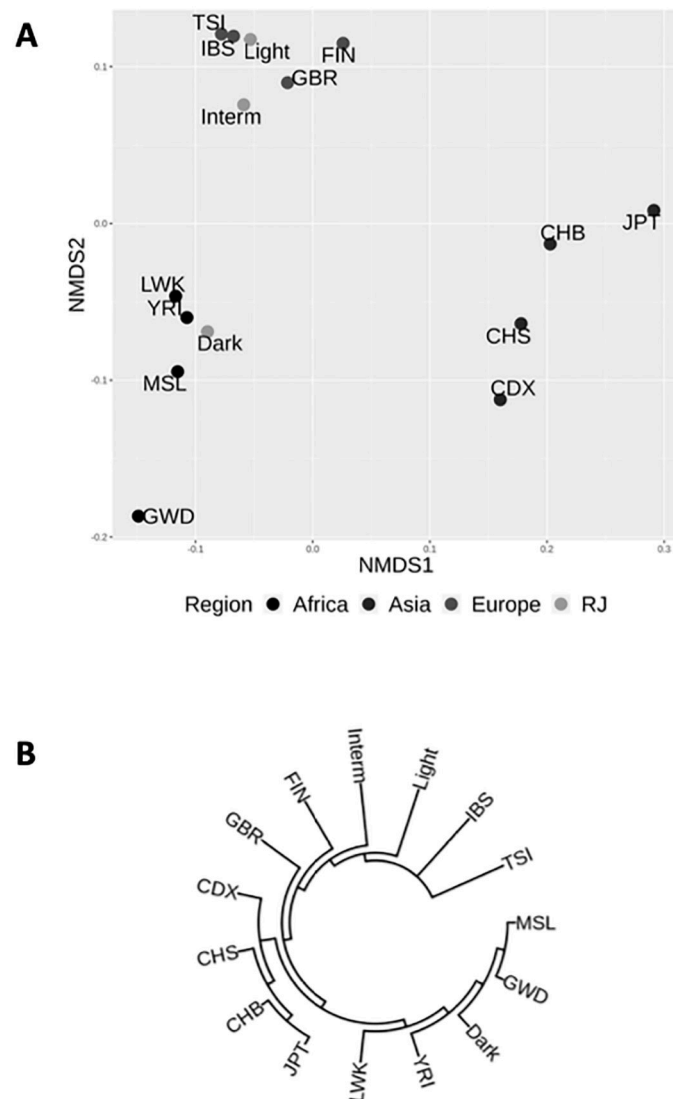 A
TSI
IBS
Light
FIN
GBR
Interm
JPT
CHB
LWK
YRI
Dark
CHS
MSL
CDX
GWD
0.1
0.0
-0.1
-0.2
NMDS2
-0.1
0.0
0.1
0.2
0.3
NMDS1
Region Africa Asia Europe RJ
B
Interm
Light
FIN
IBS
GBR
TSI
CDX
MSL
CHS
GWD
CHB
Dark
JPT
LWK
YRI